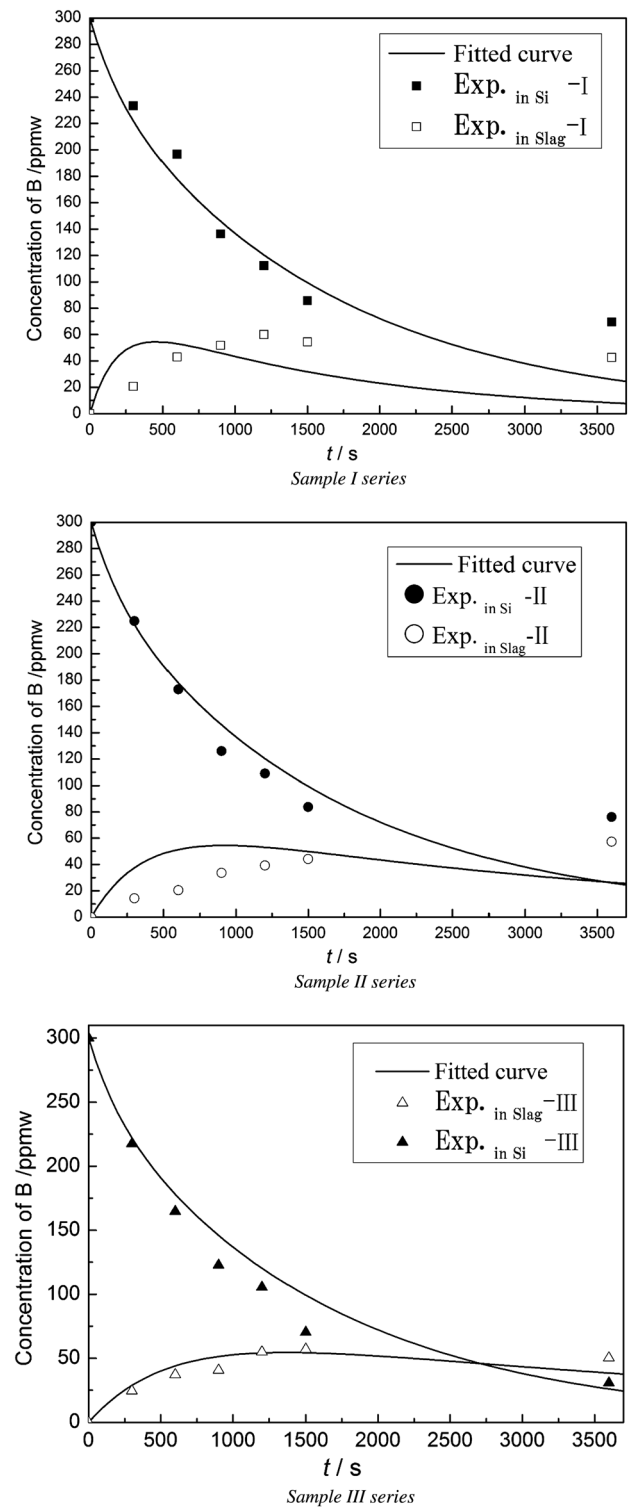 300
280
260
240
220
200
180
160
140
120
100
80
60
40
20
0
Concentration of B /ppmw
Fitted curve
Exp. in Si -I
Exp. in Slag-I
0 500 1000 1500 2000 2500 3000 3500
t / s
Sample I series
300
280
260
240
220
200
180
160
140
120
100
80
60
40
20
0
Concentration of B /ppmw
Fitted curve
Exp. in Si -II
Exp. in Slag-II
0 500 1000 1500 2000 2500 3000 3500
t / s
Sample II series
300
250
200
150
100
50
0
Concentration of B /ppmw
Fitted curve
Exp. in Slag-III
Exp. in Si -III
0 500 1000 1500 2000 2500 3000 3500
t / s
Sample III series